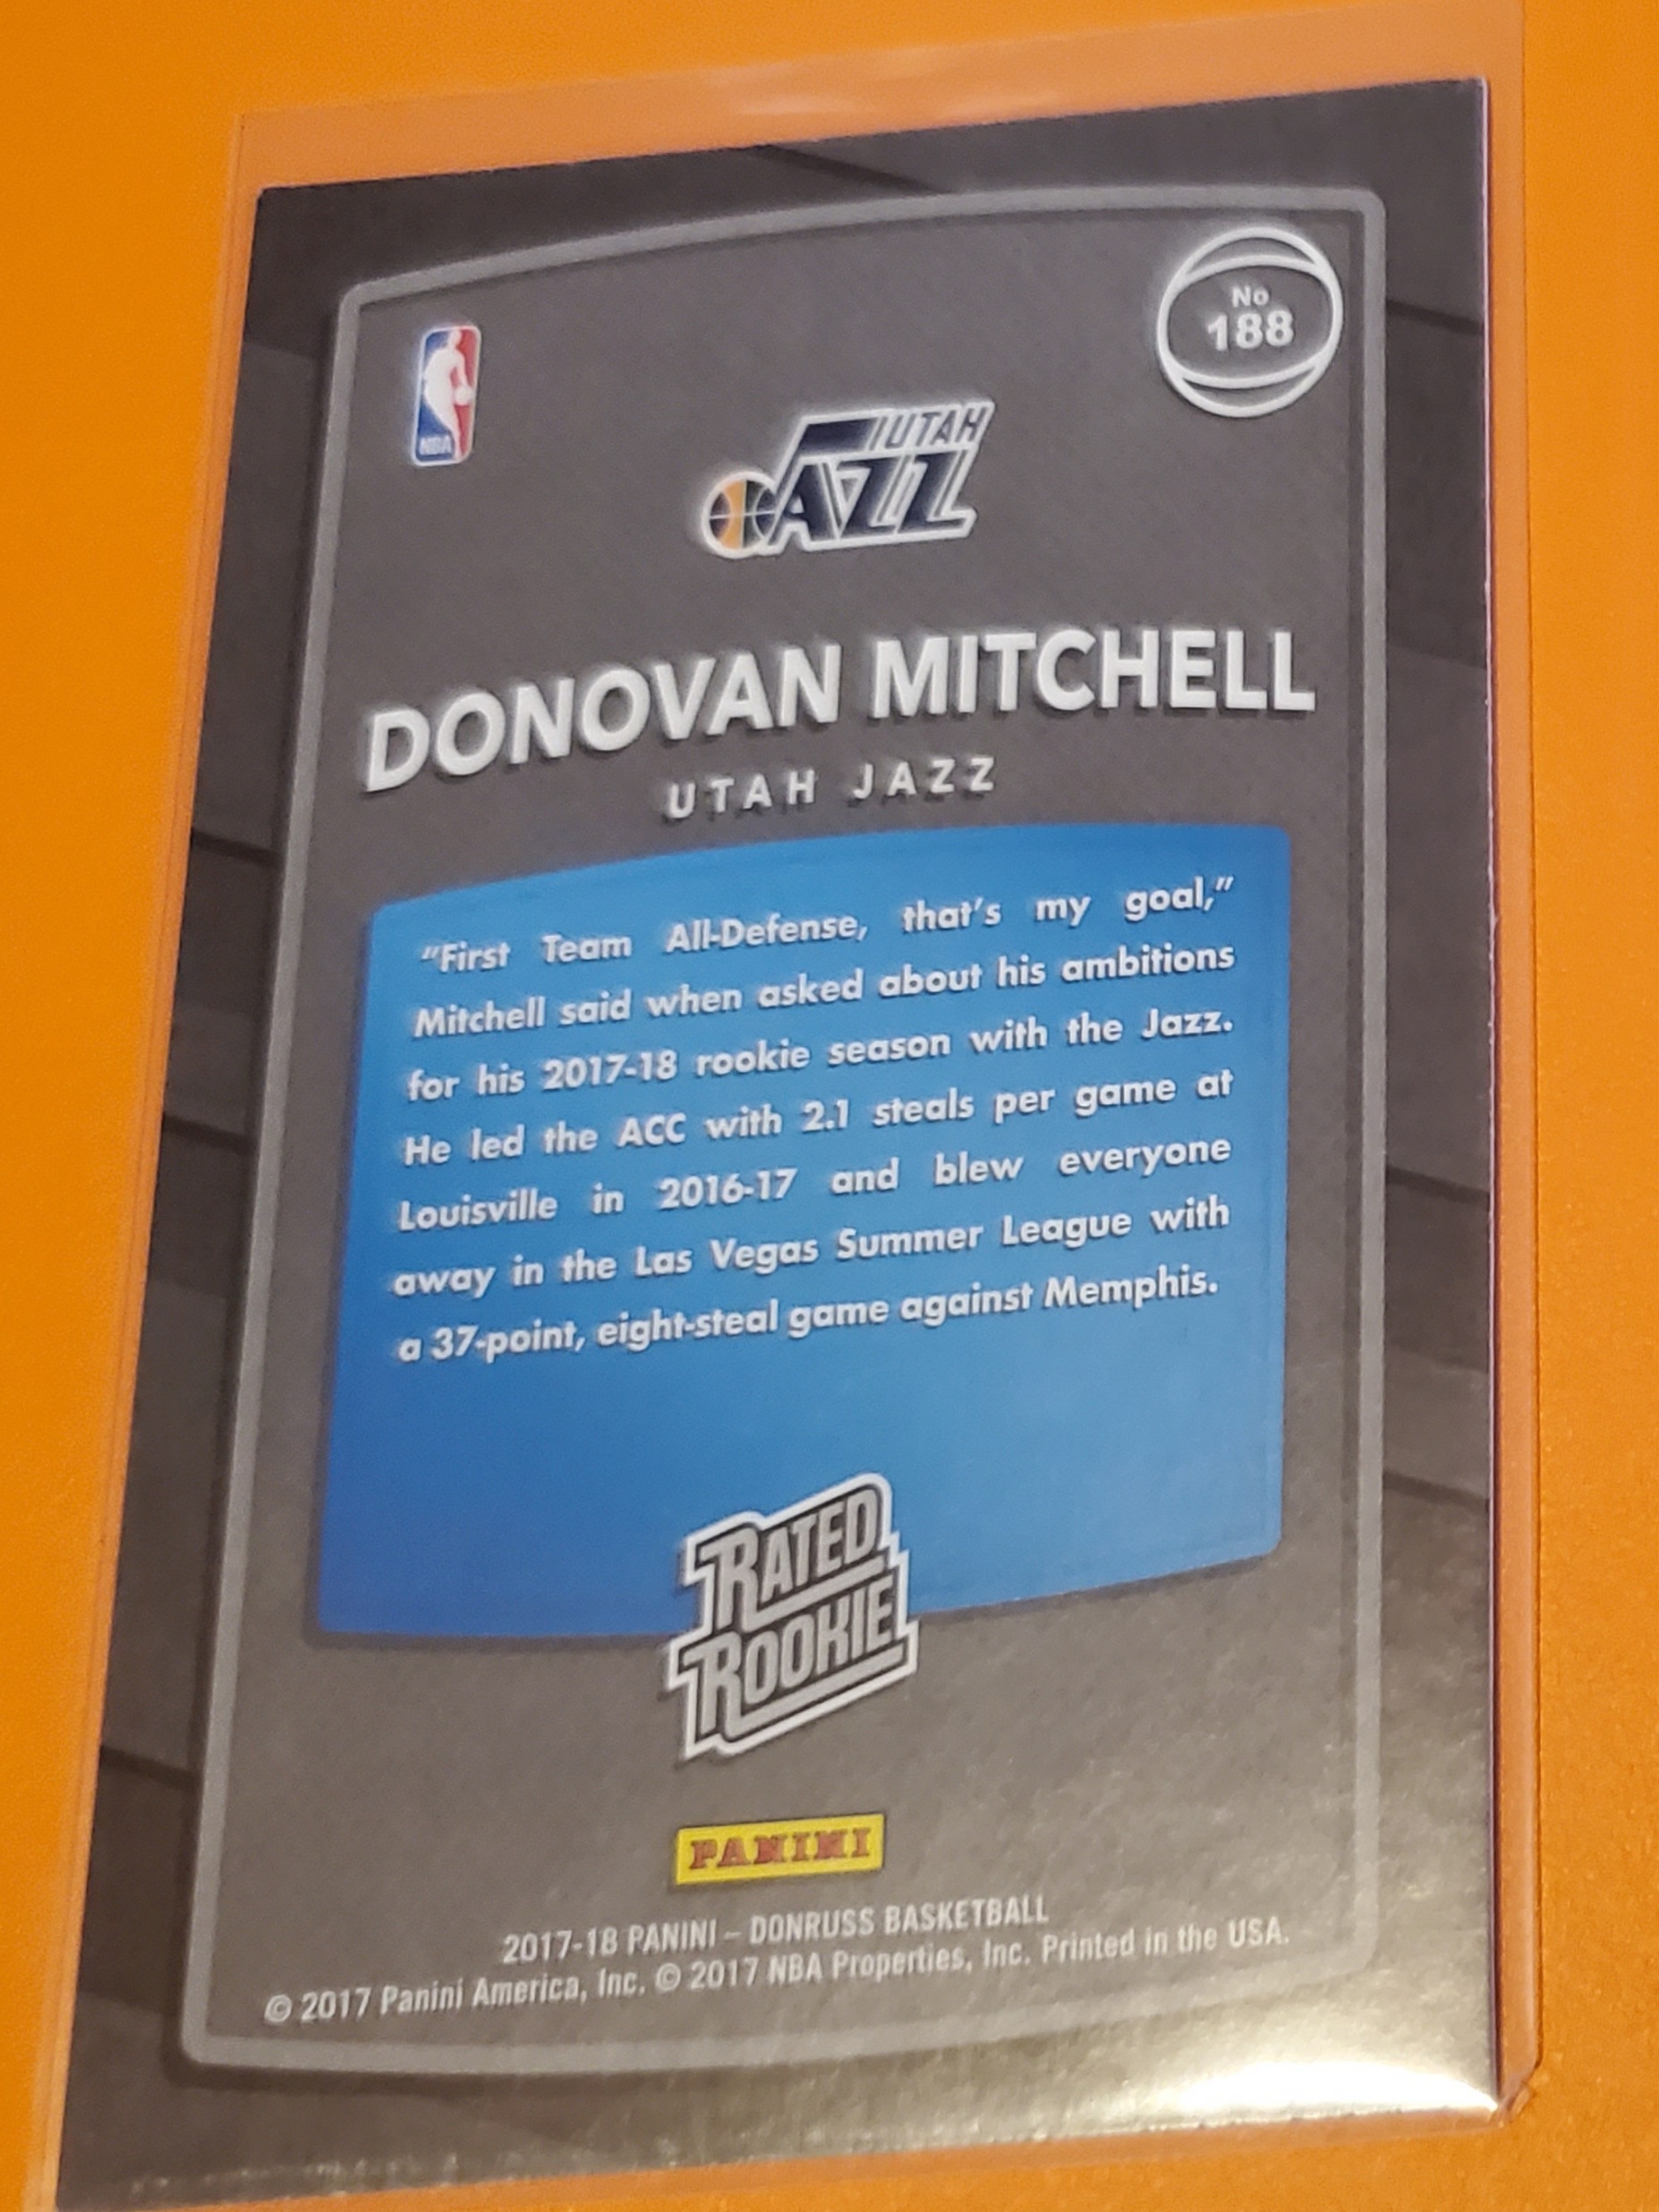 No
188
NBA
UTAH
JAZZ
DONOVAN MITCHELL
UTAH JAZZ
“First Team All-Defense, that's my goal,”
Mitchell said when asked about his ambitions
for his 2017-18 rookie season with the Jazz.
He led the ACC with 2.1 steals per game at
Louisville in 2016-17 and blew everyone
away in the Las Vegas Summer League with
a 37-point, eight-steal game against Memphis.
RATED
ROOKIE
PANINI
2017-18 PANINI – DONRUSS BASKETBALL
© 2017 Panini America, Inc. © 2017 NBA Properties, Inc. Printed in the USA.